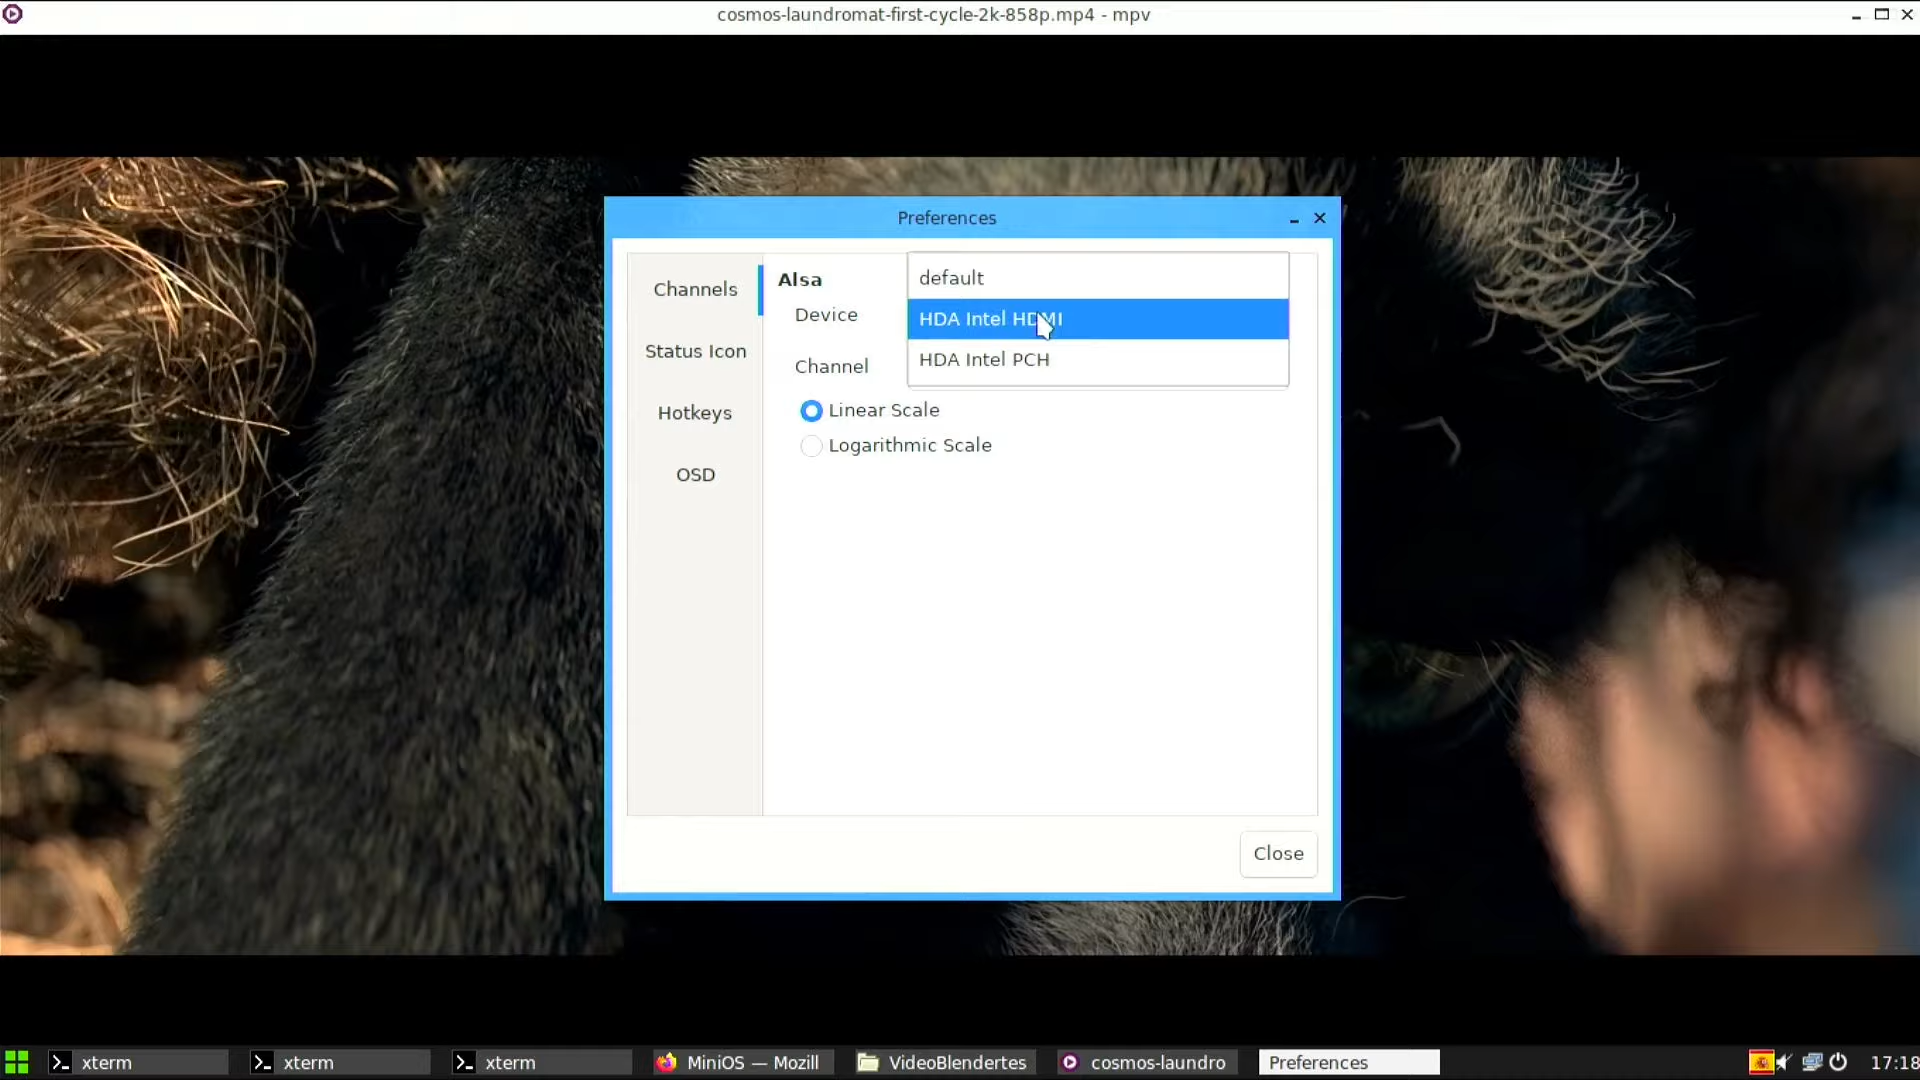 cosmos-laundromat-first-cycle-2k-858p.mp4 - mpv
Preferences
Channels
Status Icon
Hotkeys
OSD
Alsa
Device
default
HDA Intel HDMI
HDA Intel PCH
Channel
Linear Scale
Logarithmic Scale
Close
xterm
xterm
xterm
MiniOS — Mozill
VideoBlendertes
cosmos-laundro
Preferences
17:18